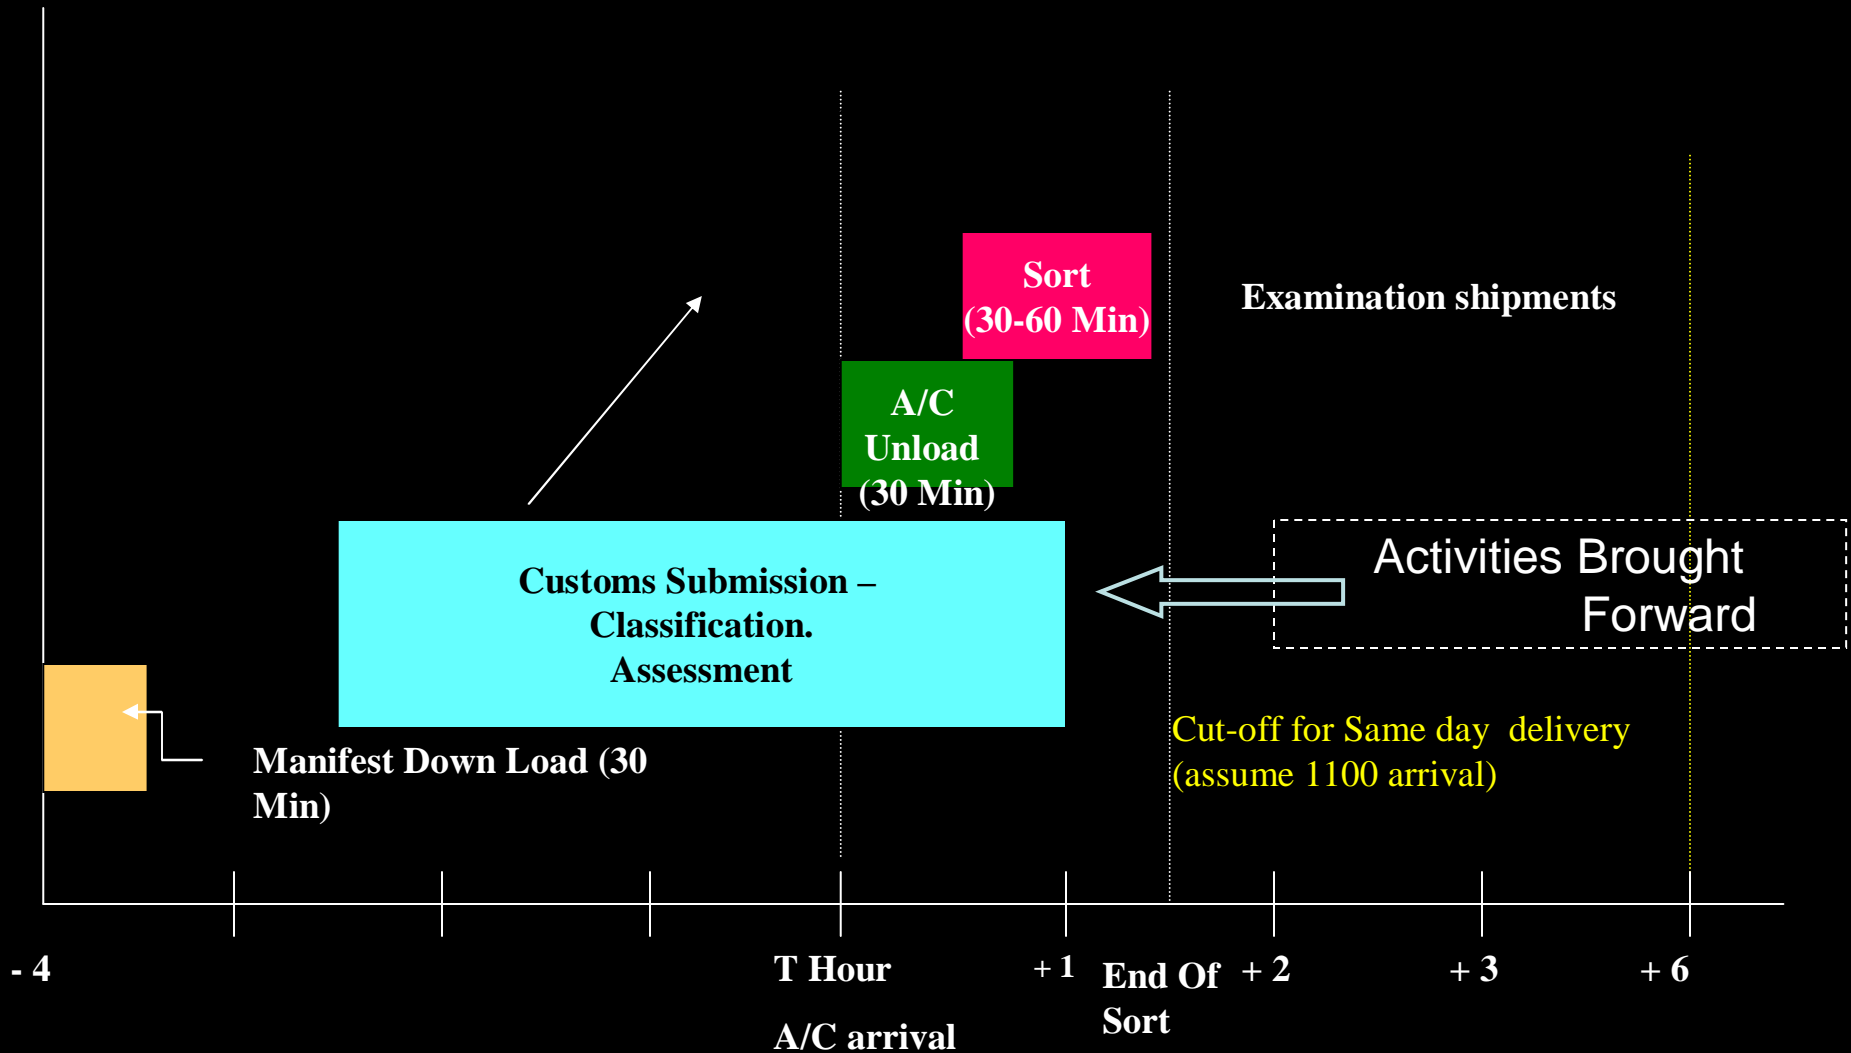 Sort
(30-60 Min)
Examination shipments
A/C
Unload
(30 Min)
Activities Brought
Forward
Customs Submission –
Classification.
Assessment
Cut-off for Same day  delivery
(assume 1100 arrival)
Manifest Down Load (30
Min)
- 4
T Hour
+ 1
End Of
Sort
+ 2
+ 3
+ 6
A/C arrival